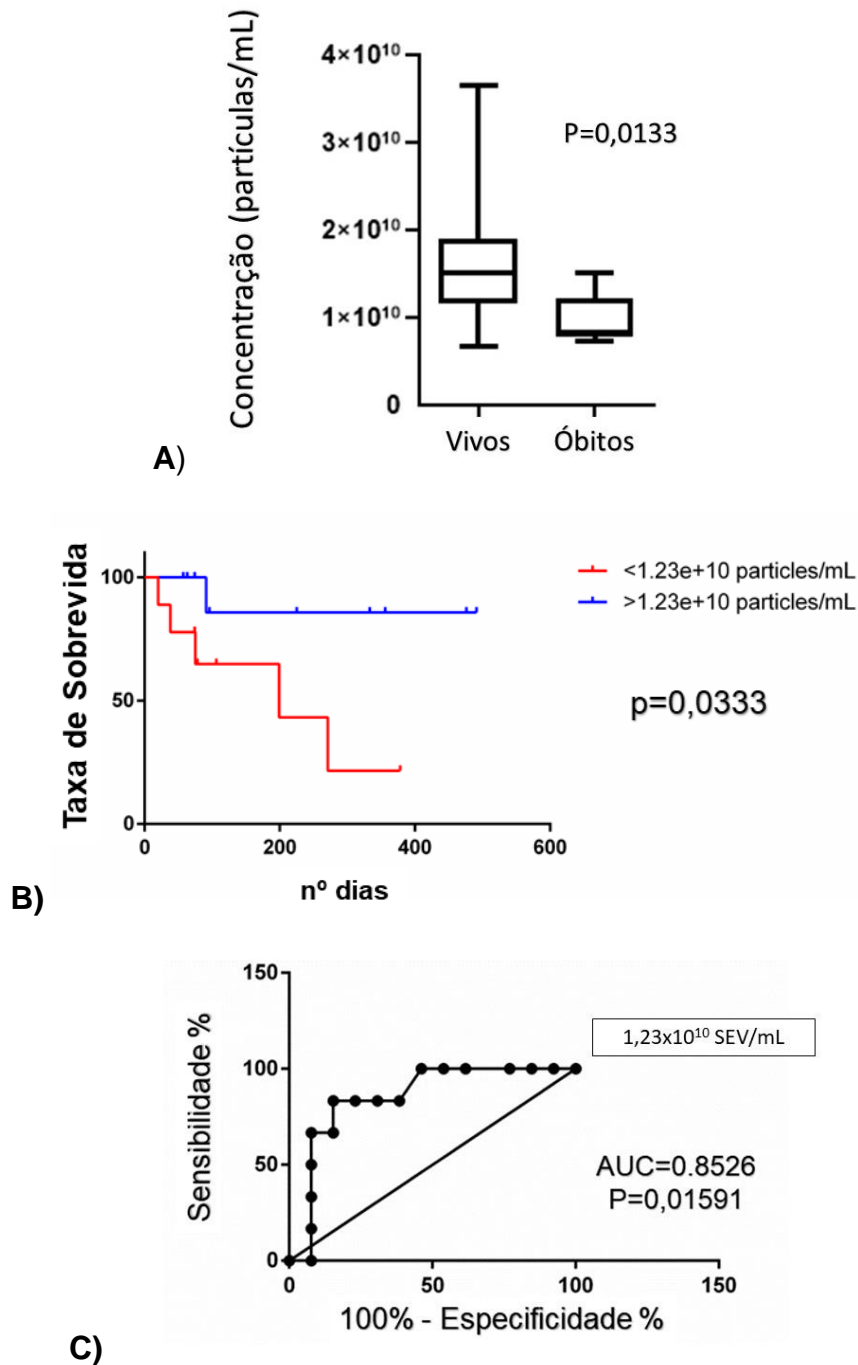 Concentração (partículas/mL)
4×10¹⁰
3×10¹⁰
2×10¹⁰
1×10¹⁰
0
P=0,0133
Vivos Óbitos
A)
Taxa de Sobrevida
100
50
0
0 200 400 600
nº dias
<1.23e+10 particles/mL
>1.23e+10 particles/mL
p=0,0333
B)
Sensibilidade %
150
100
50
0
0 50 100 150
100% - Especificidade %
1,23x10¹⁰ SEV/mL
AUC=0.8526
P=0,01591
C)